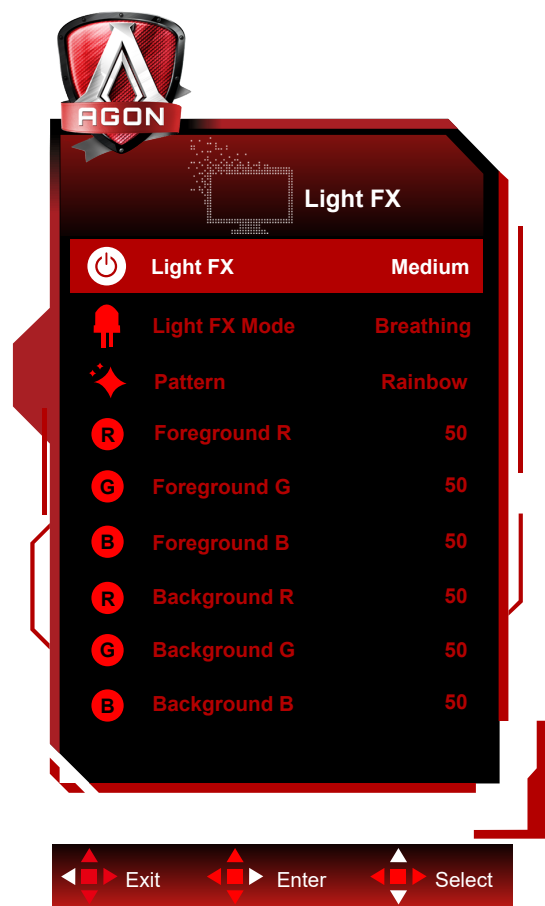 AGON
Light FX
Light FX Medium
Light FX Mode Breathing
Pattern Rainbow
R Foreground R 50
G Foreground G 50
B Foreground B 50
R Background R 50
G Background G 50
B Background B 50
Exit Enter Select